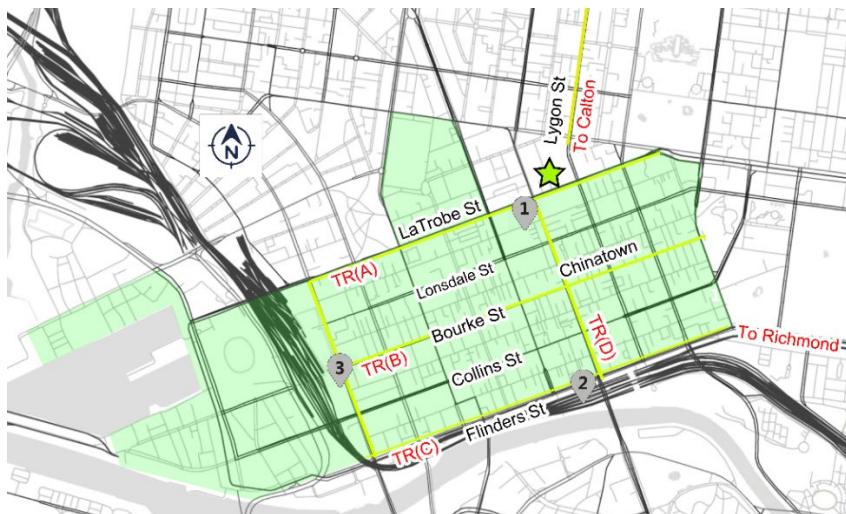 Lygon St
To Calton
N
1
LaTrobe St
TR(A)
Lonsdale St
Chinatown
Bourke St
TR(B)
TR(D)
3
Collins St
2
To Richmond
Flinders St
TR(C)